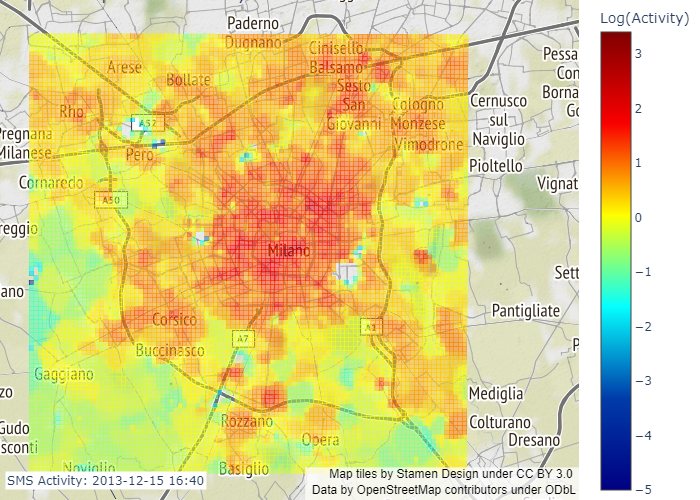 Log(Activity)
Paderno
Dugnano
Cinisello
Balsamo
Arese
Bollate
Sesto
San
Giovanni
Rho
Cologno
Monzese
Vimodrone
Cernusco
sul
Naviglio
Pessa
Con
Borna
Go
A52
Pregnana
Milanese
Pero
Pioltello
Cornaredo
A50
Vignat
reggio
Milano
Sett
ano
Pantigliate
Corsico
A7
A1
P
Buccinasco
Gaggiano
Mediglia
zo
Rozzano
Colturano
Gudo
sconti
Opera
Dresano
Noviglio
Basiglio
SMS Activity: 2013-12-15 16:40
Map tiles by Stamen Design under CC BY 3.0
Data by OpenStreetMap contributors under ODbL
3
2
1
0
−1
−2
−3
−4
−5